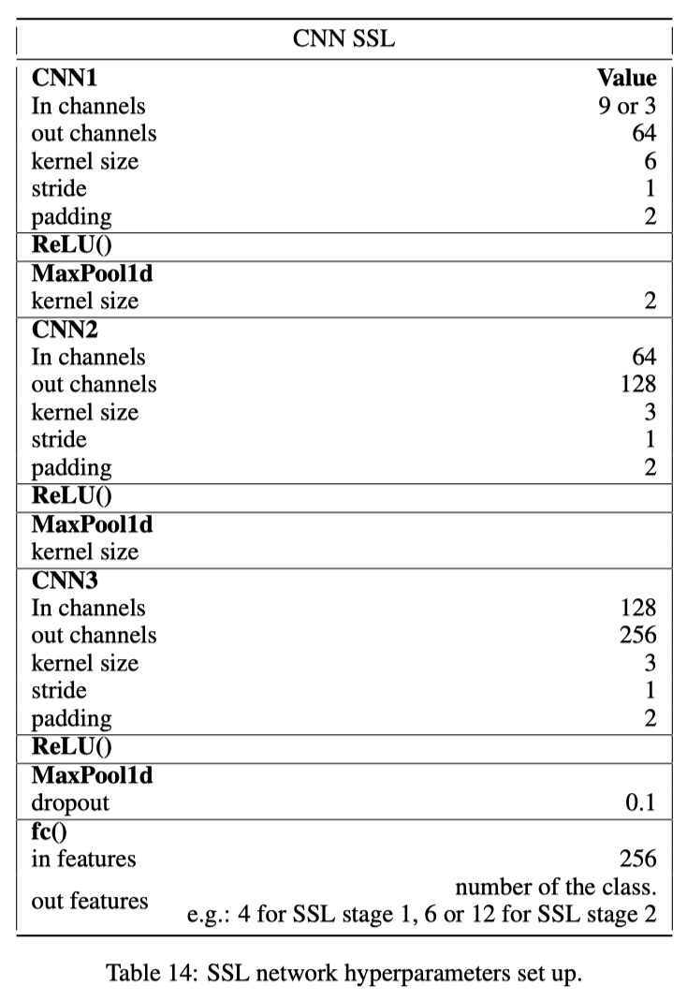 CNN SSL
CNN1 Value
In channels 9 or 3
out channels 64
kernel size 6
stride 1
padding 2
ReLU()
MaxPool1d
kernel size 2
CNN2
In channels 64
out channels 128
kernel size 3
stride 1
padding 2
ReLU()
MaxPool1d
kernel size
CNN3
In channels 128
out channels 256
kernel size 3
stride 1
padding 2
ReLU()
MaxPool1d
dropout 0.1
fc()
in features 256
out features number of the class.
e.g.: 4 for SSL stage 1, 6 or 12 for SSL stage 2
Table 14: SSL network hyperparameters set up.